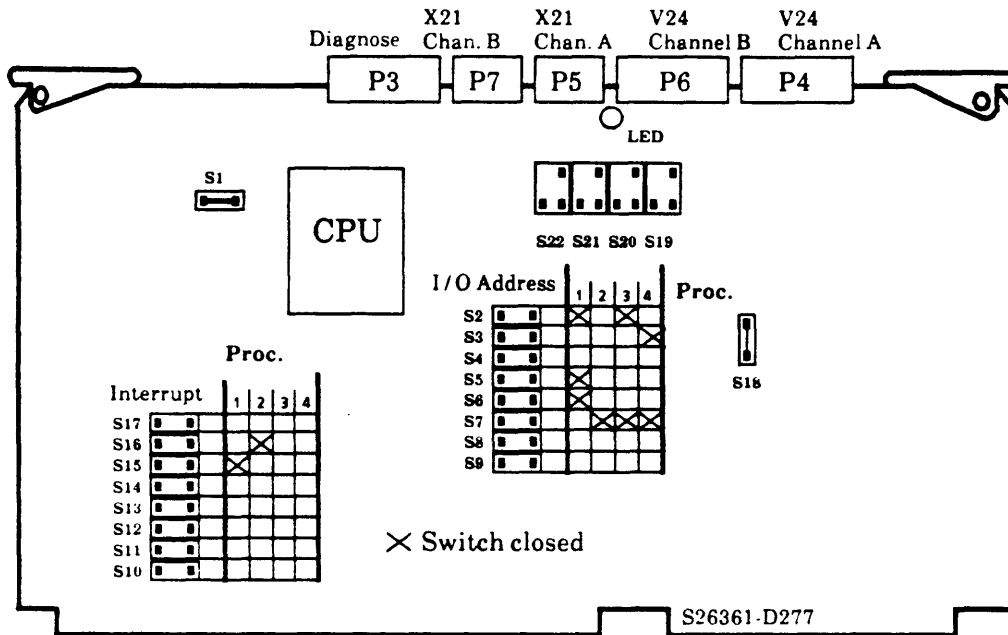 X21 X21 V24 V24
Diagnose Chan. B Chan. A Channel B Channel A
P3 P7 P5 P6 P4
LED
S1
CPU
S22 S21 S20 S19
I/O Address 1 2 3 4 Proc.
S2
S3
S4
S5
S6
S7
S8
S9
S18
Proc.
Interrupt 1 2 3 4
S17
S16
S15
S14
S13
S12
S11
S10
Switch closed
S26361-D277